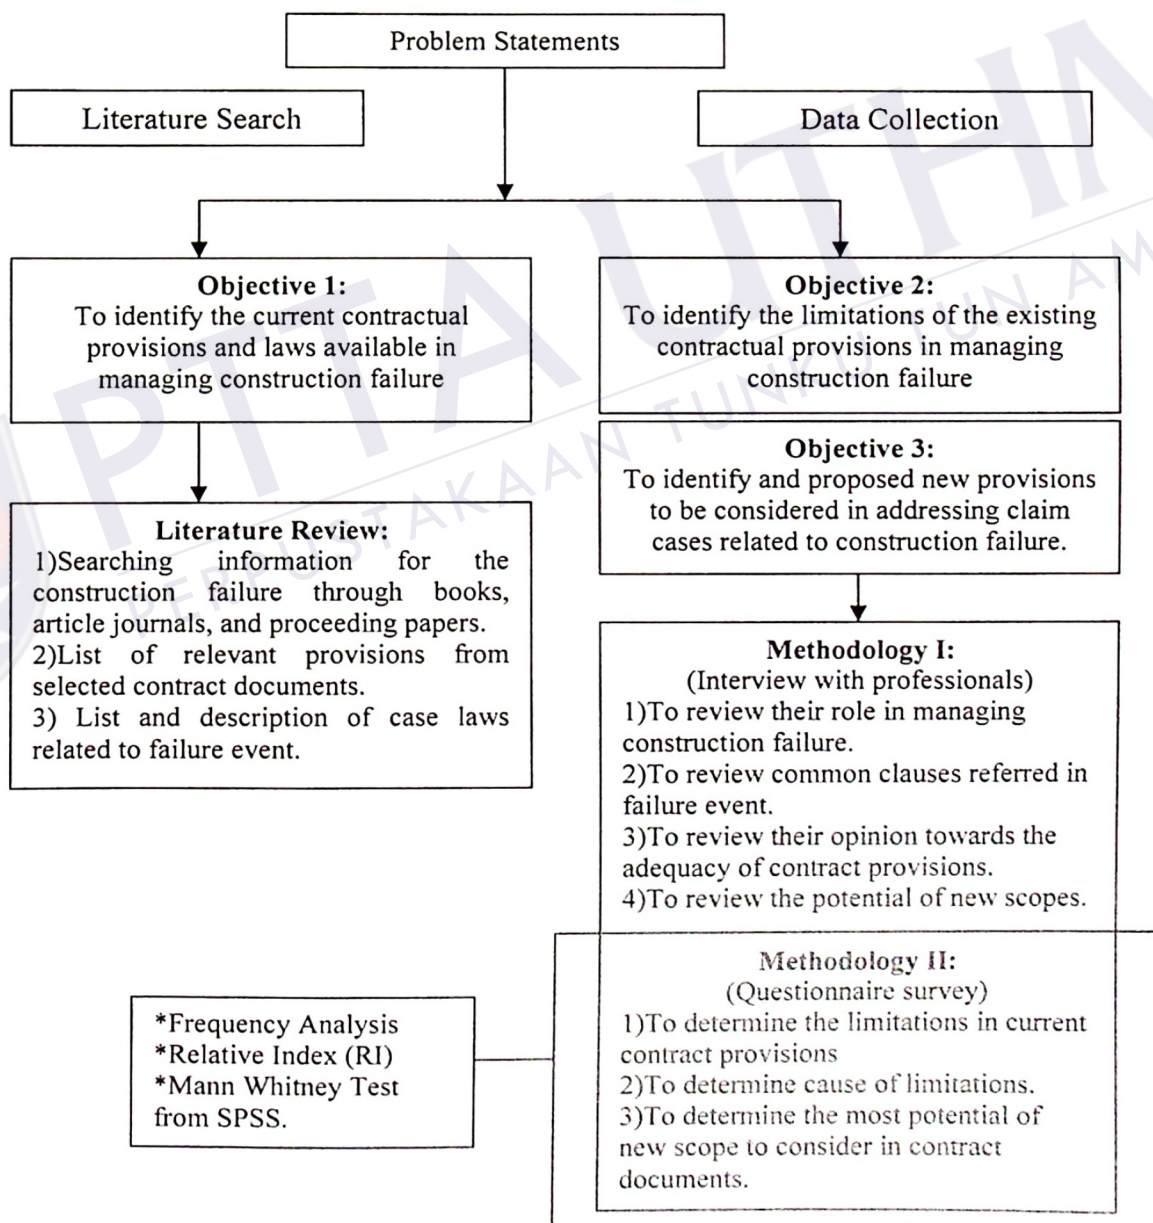 Problem Statements
Literature Search
Data Collection
Objective 1:
To identify the current contractual
provisions and laws available in
managing construction failure
Literature Review:
1)Searching information for the
construction failure through books,
article journals, and proceeding papers.
2)List of relevant provisions from
selected contract documents.
3) List and description of case laws
related to failure event.
Objective 2:
To identify the limitations of the existing
contractual provisions in managing
construction failure
Objective 3:
To identify and proposed new provisions
to be considered in addressing claim
cases related to construction failure.
Methodology I:
(Interview with professionals)
1)To review their role in managing
construction failure.
2)To review common clauses referred in
failure event.
3)To review their opinion towards the
adequacy of contract provisions.
4)To review the potential of new scopes.
Methodology II:
(Questionnaire survey)
1)To determine the limitations in current
contract provisions
2)To determine cause of limitations.
3)To determine the most potential of
new scope to consider in contract
documents.
*Frequency Analysis
*Relative Index (RI)
*Mann Whitney Test
from SPSS.
PTTA UTHM
PERPUSTAKAAN TUNKU TUN AM